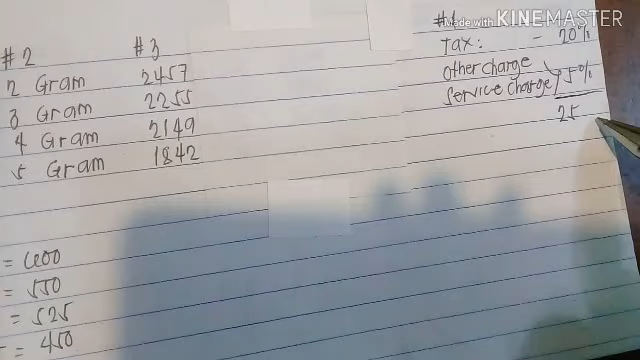 Made with KINEMASTER
#1
Tax: - 20%
other charge
service charge 5%
25
#2 #3
2 Gram 2457
3 Gram 2255
4 Gram 2149
5 Gram 1842
= 600
= 550
= 525
= 450